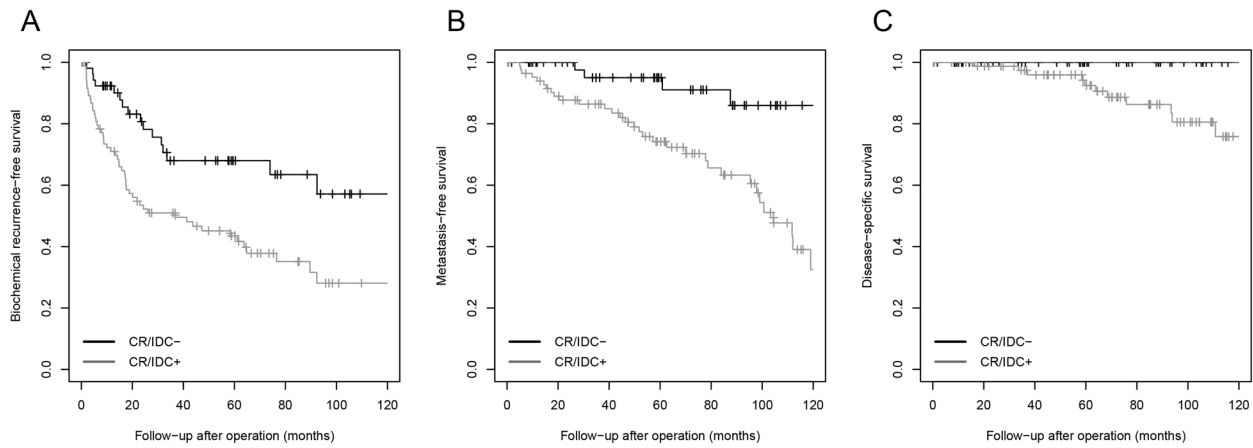 A
Biochemical recurrence−free survival
1.0
0.8
0.6
0.4
0.2
0.0
CR/IDC−
CR/IDC+
0 20 40 60 80 100 120
Follow−up after operation (months)
B
Metastasis−free survival
1.0
0.8
0.6
0.4
0.2
0.0
CR/IDC−
CR/IDC+
0 20 40 60 80 100 120
Follow−up after operation (months)
C
Disease−specific survival
1.0
0.8
0.6
0.4
0.2
0.0
CR/IDC−
CR/IDC+
0 20 40 60 80 100 120
Follow−up after operation (months)